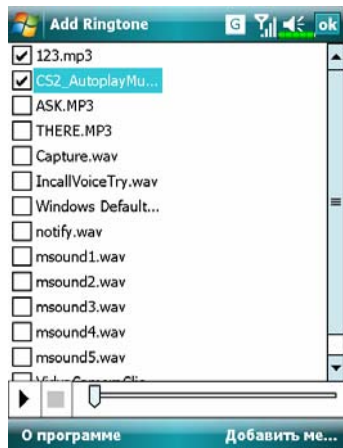 Add Ringtone G ok
123.mp3
CS2_AutoplayMu...
ASK.MP3
THERE.MP3
Capture.wav
IncallVoiceTry.wav
Windows Default...
notify.wav
msound1.wav
msound2.wav
msound3.wav
msound4.wav
msound5.wav
О программе Добавить ме...